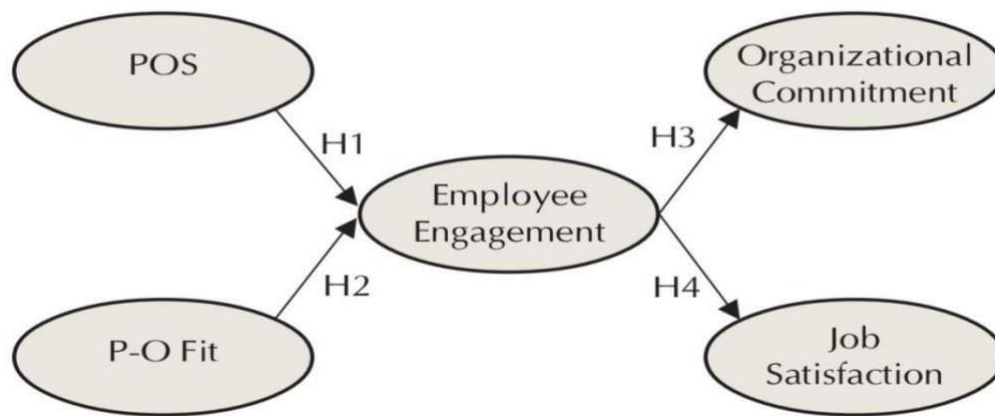 POS
Organizational
Commitment
H1
H3
Employee
Engagement
H2
H4
P-O Fit
Job
Satisfaction